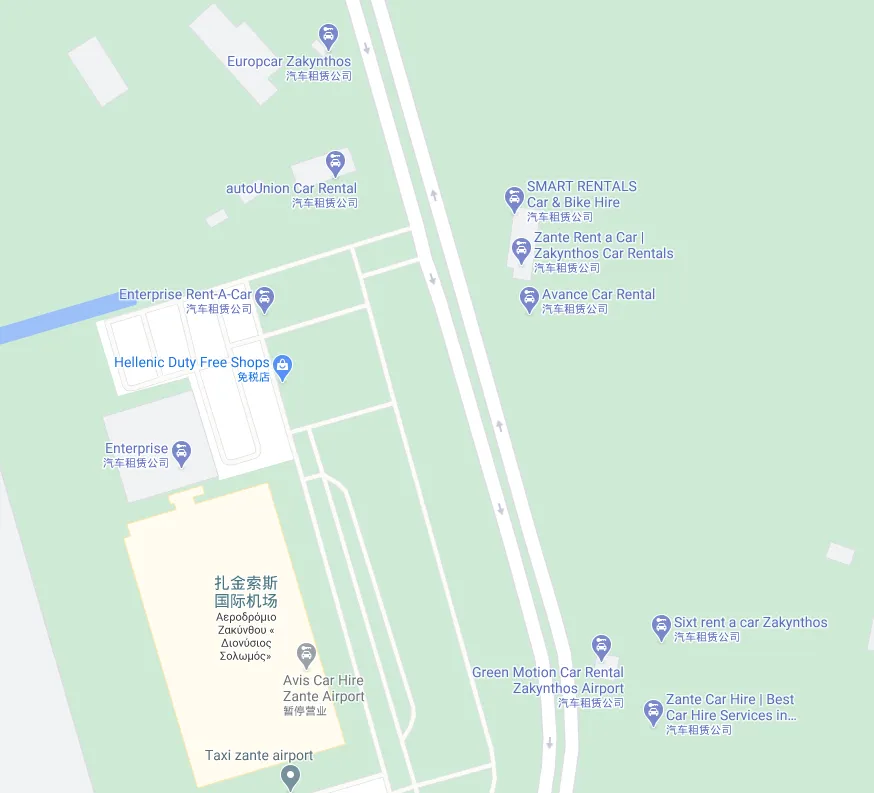 Europcar Zakynthos
汽车租赁公司
autoUnion Car Rental
汽车租赁公司
SMART RENTALS
Car & Bike Hire
汽车租赁公司
Zante Rent a Car |
Zakynthos Car Rentals
汽车租赁公司
Enterprise Rent-A-Car
汽车租赁公司
Avance Car Rental
汽车租赁公司
Hellenic Duty Free Shops
免税店
Enterprise
汽车租赁公司
扎金索斯
国际机场
Αεροδρόμιο
Ζακύνθου «
Διονύσιος
Σολωμός»
Sixt rent a car Zakynthos
汽车租赁公司
Green Motion Car Rental
Zakynthos Airport
汽车租赁公司
Avis Car Hire
Zante Airport
暂停营业
Zante Car Hire | Best
Car Hire Services in...
汽车租赁公司
Taxi zante airport